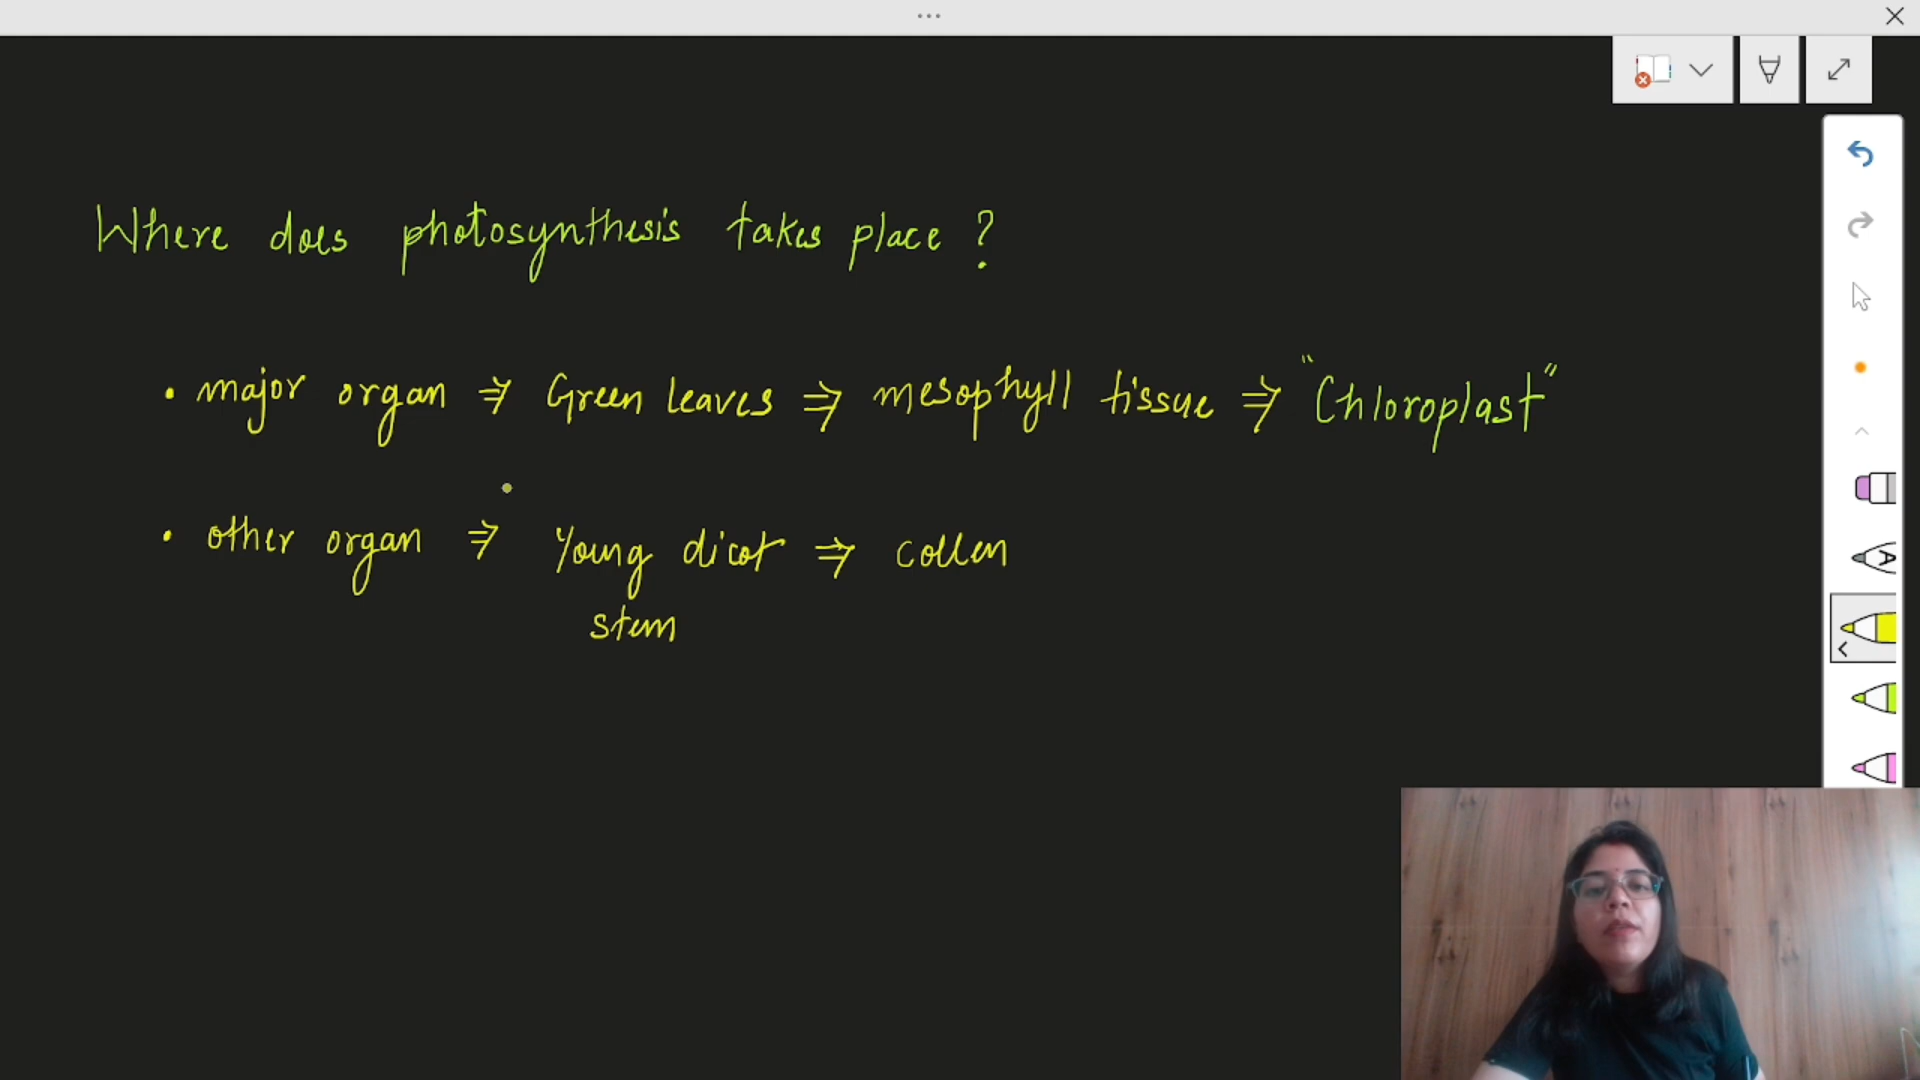 Where does photosynthesis takes place ?
• major organ ⇒ Green leaves ⇒ mesophyll tissue ⇒ "Chloroplast"
• other organ ⇒ Young dicot ⇒ collen
stem